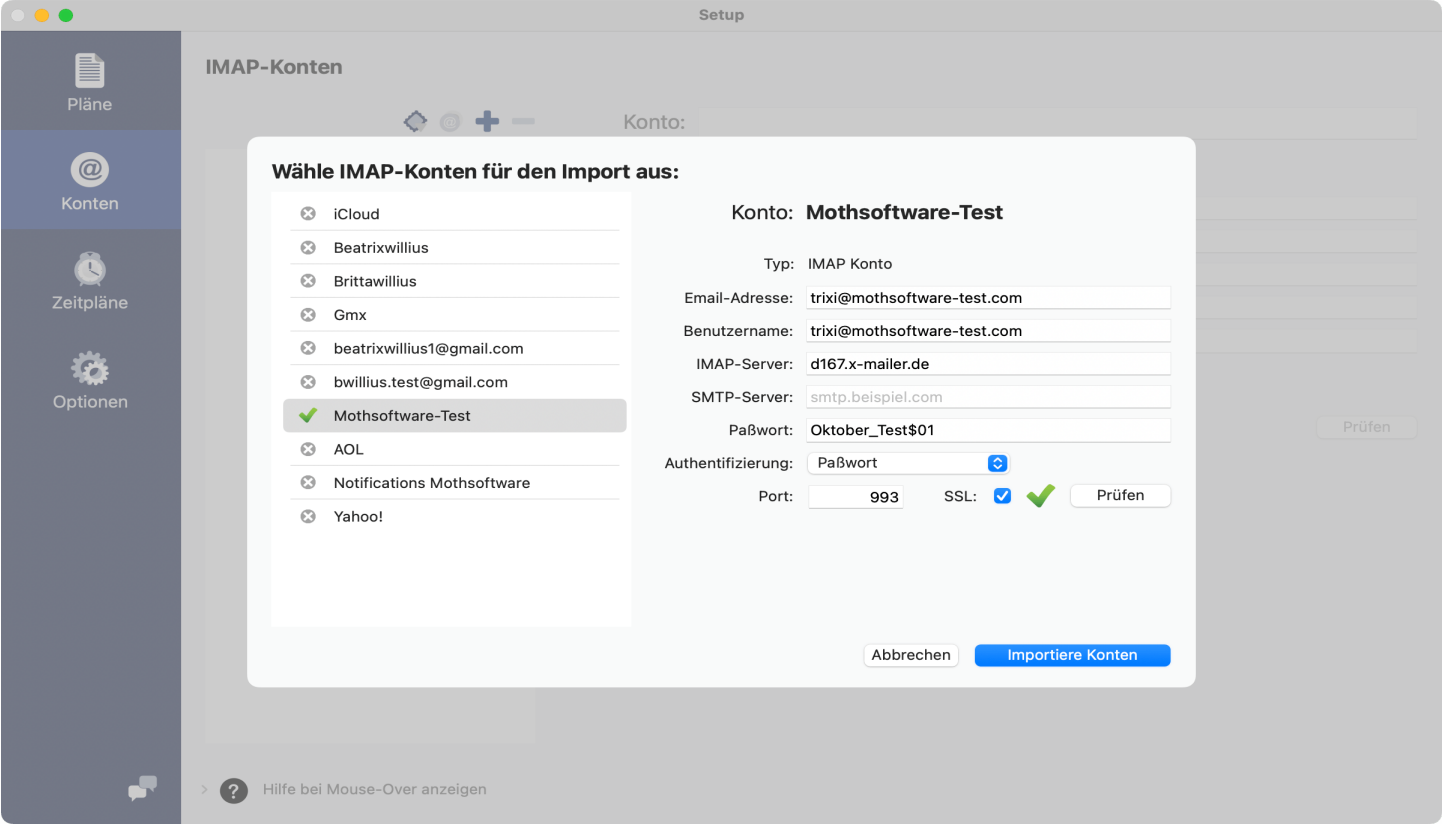 Setup
Pläne
Konten
Zeitpläne
Optionen
IMAP-Konten
Konto:
Wähle IMAP-Konten für den Import aus:
iCloud
Beatrixwillius
Brittawillius
Gmx
beatrixwillius1@gmail.com
bwillius.test@gmail.com
Mothsoftware-Test
AOL
Notifications Mothsoftware
Yahoo!
Konto: Mothsoftware-Test
Typ: IMAP Konto
Email-Adresse: trixi@mothsoftware-test.com
Benutzername: trixi@mothsoftware-test.com
IMAP-Server: d167.x-mailer.de
SMTP-Server: smtp.beispiel.com
Paßwort: Oktober_Test$01
Authentifizierung: Paßwort
Port: 993 SSL: Prüfen
Abbrechen Importiere Konten
Prüfen
? Hilfe bei Mouse-Over anzeigen